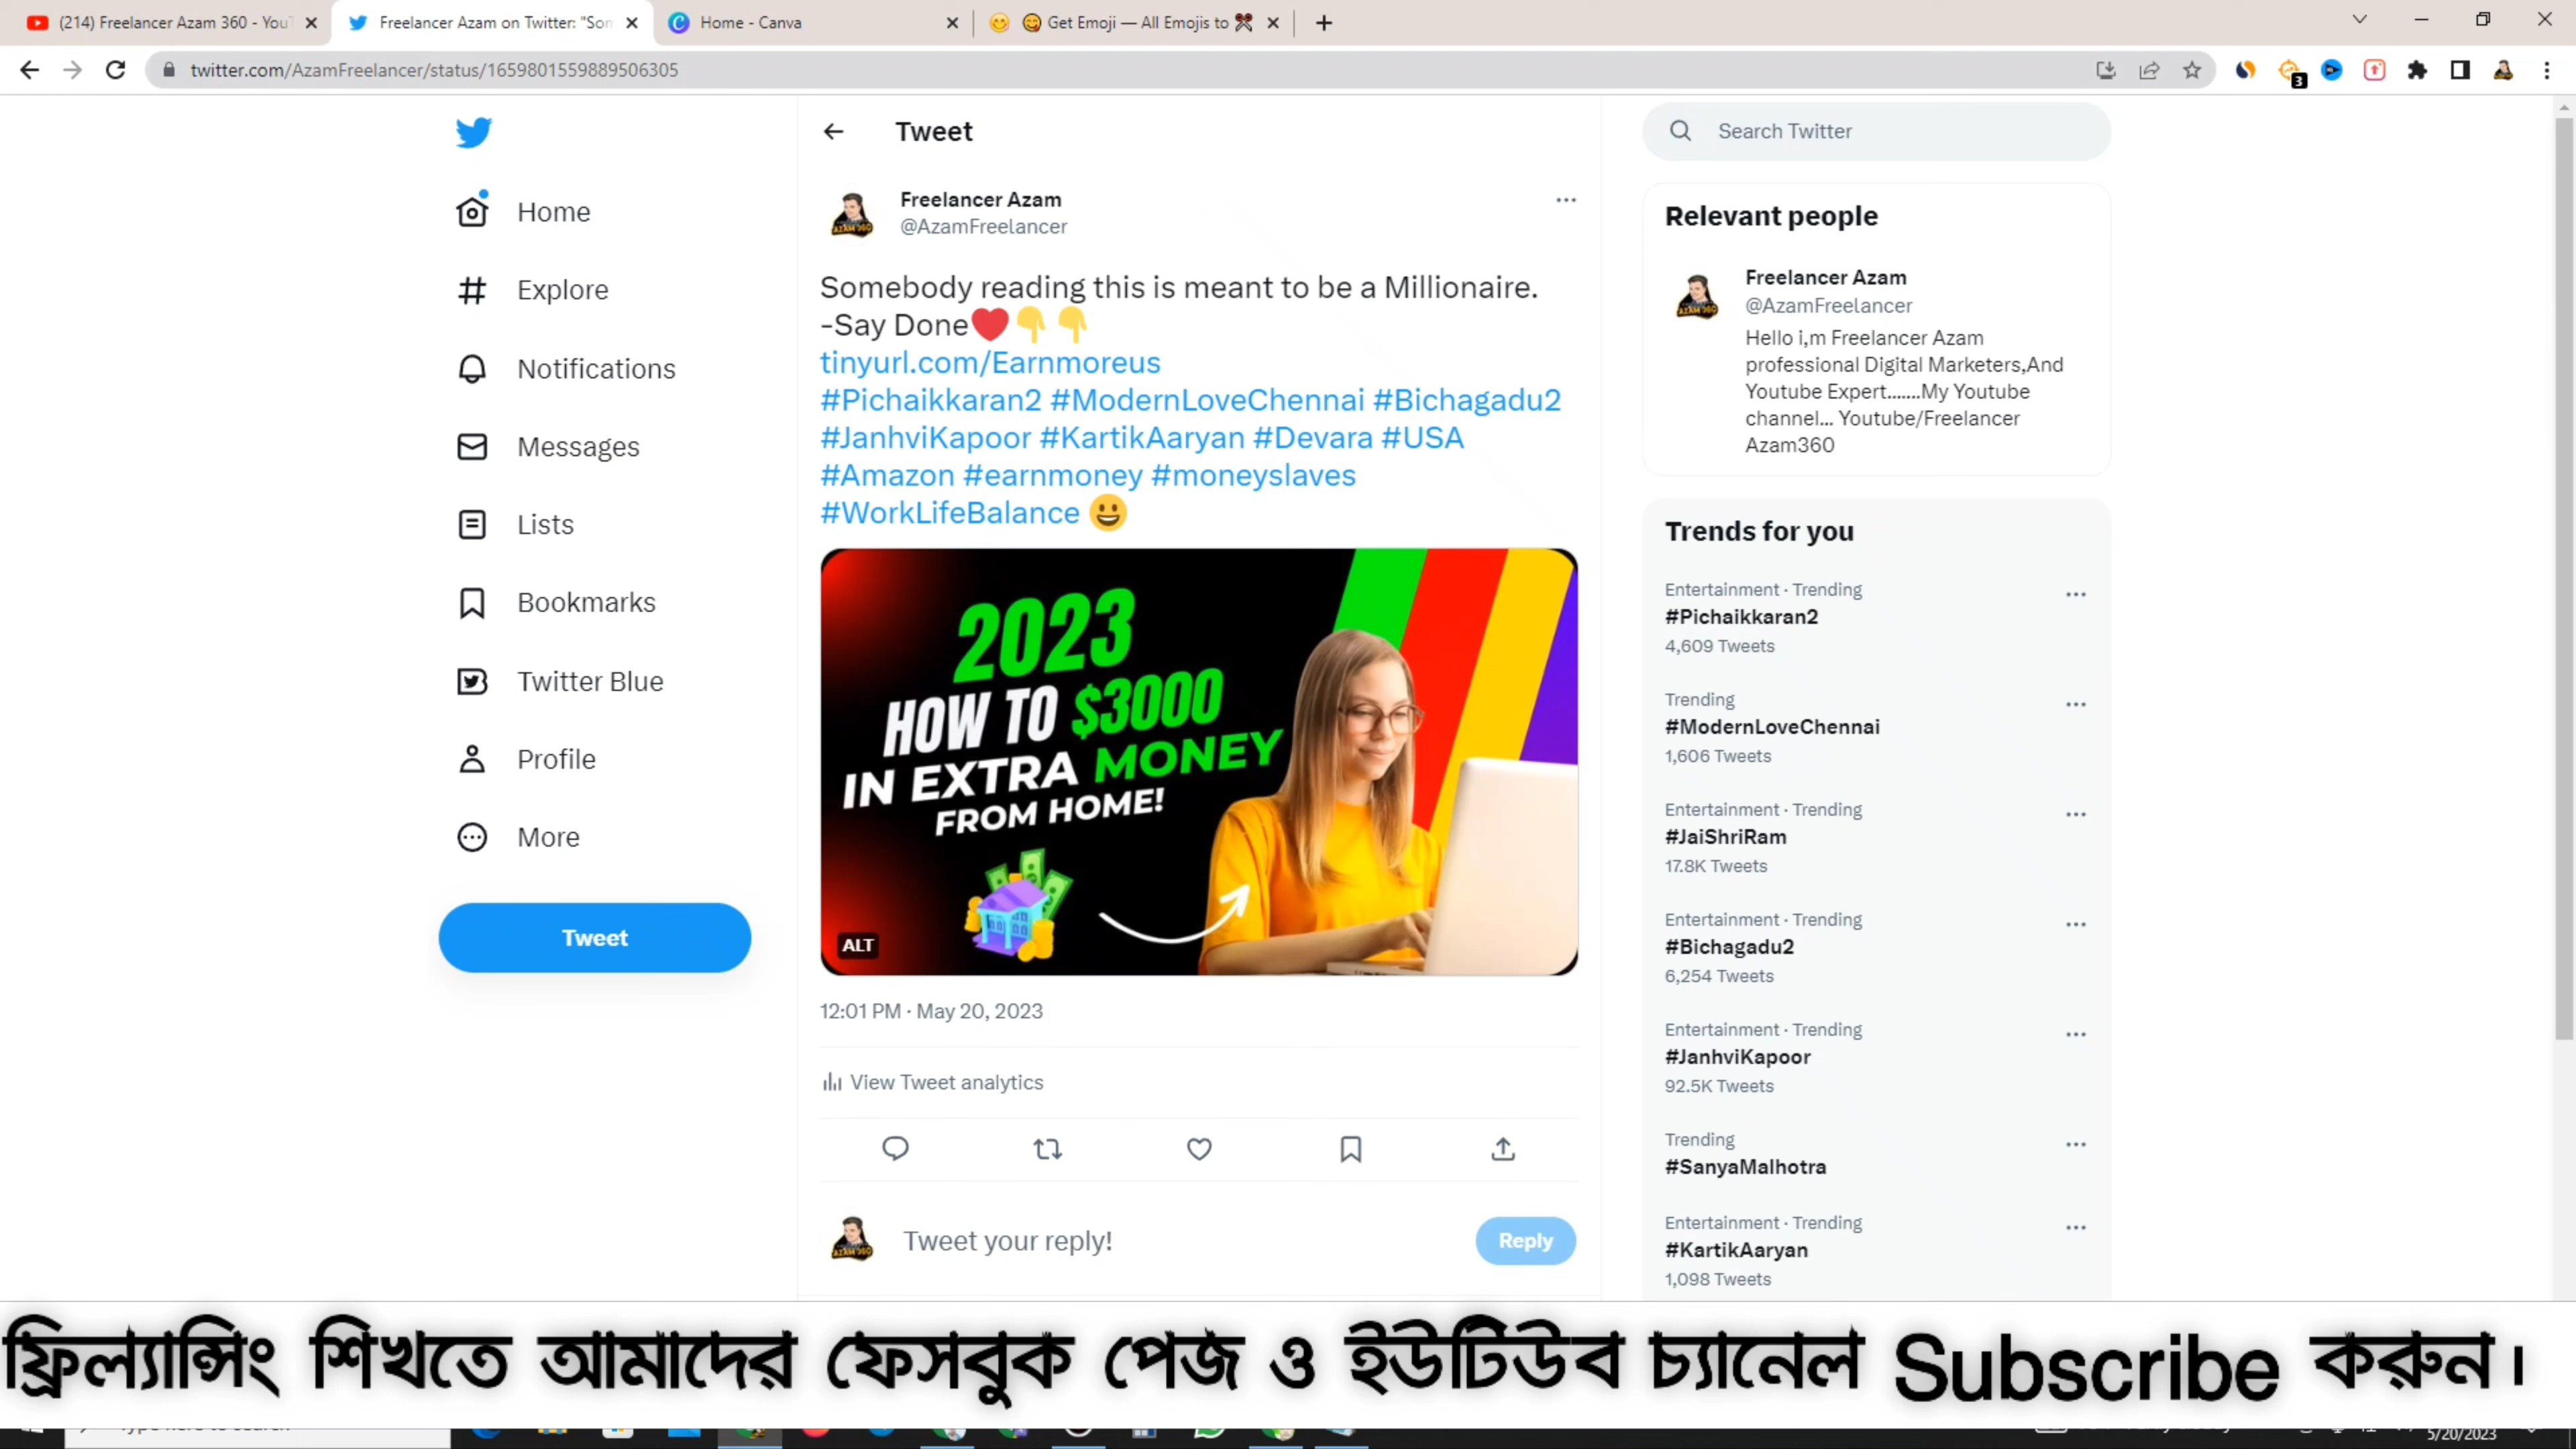 (214) Freelancer Azam 360 - You
Freelancer Azam on Twitter: "Som
Home - Canva
Get Emoji — All Emojis to
twitter.com/AzamFreelancer/status/1659801559889506305
3
Home
Explore
Notifications
Messages
Lists
Bookmarks
Twitter Blue
Profile
More
Tweet
Tweet
Freelancer Azam
@AzamFreelancer
Somebody reading this is meant to be a Millionaire.
-Say Done❤️👇👇
tinyurl.com/Earnmoreus
#Pichaikkaran2 #ModernLoveChennai #Bichagadu2
#JanhviKapoor #KartikAaryan #Devara #USA
#Amazon #earnmoney #moneyslaves
#WorkLifeBalance 😀
2023
HOW TO $3000
IN EXTRA MONEY
FROM HOME!
ALT
12:01 PM · May 20, 2023
View Tweet analytics
AZAM 360
Tweet your reply!
Reply
Search Twitter
Relevant people
Freelancer Azam
@AzamFreelancer
Hello i,m Freelancer Azam
professional Digital Marketers,And
Youtube Expert.......My Youtube
channel... Youtube/Freelancer
Azam360
Trends for you
Entertainment · Trending
#Pichaikkaran2
4,609 Tweets
Trending
#ModernLoveChennai
1,606 Tweets
Entertainment · Trending
#JaiShriRam
17.8K Tweets
Entertainment · Trending
#Bichagadu2
6,254 Tweets
Entertainment · Trending
#JanhviKapoor
92.5K Tweets
Trending
#SanyaMalhotra
Entertainment · Trending
#KartikAaryan
1,098 Tweets
ফ্রিল্যান্সিং শিখতে আমাদের ফেসবুক পেজ ও ইউটিউব চ্যানেল Subscribe করুন।
5/20/2023